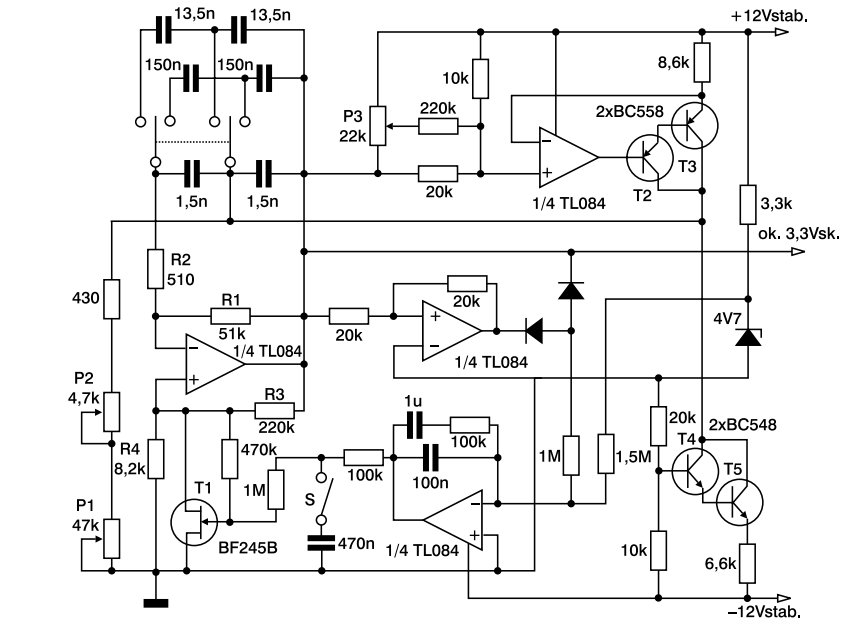 13,5n
13,5n
+12Vstab.
150n
150n
10k
8,6k
P3
22k
220k
2xBC558
−
+
T3
T2
20k
1/4 TL084
1,5n
1,5n
3,3k
ok. 3,3Vsk.
R2
510
430
R1
51k
20k
20k
+
−
1/4 TL084
4V7
−
+
1/4 TL084
P2
4,7k
R3
220k
1u
100k
20k
2xBC548
T4
T5
R4
8,2k
470k
1M
100k
100n
1M
1,5M
T1
S
−
+
P1
47k
BF245B
470n
1/4 TL084
10k
6,6k
−12Vstab.